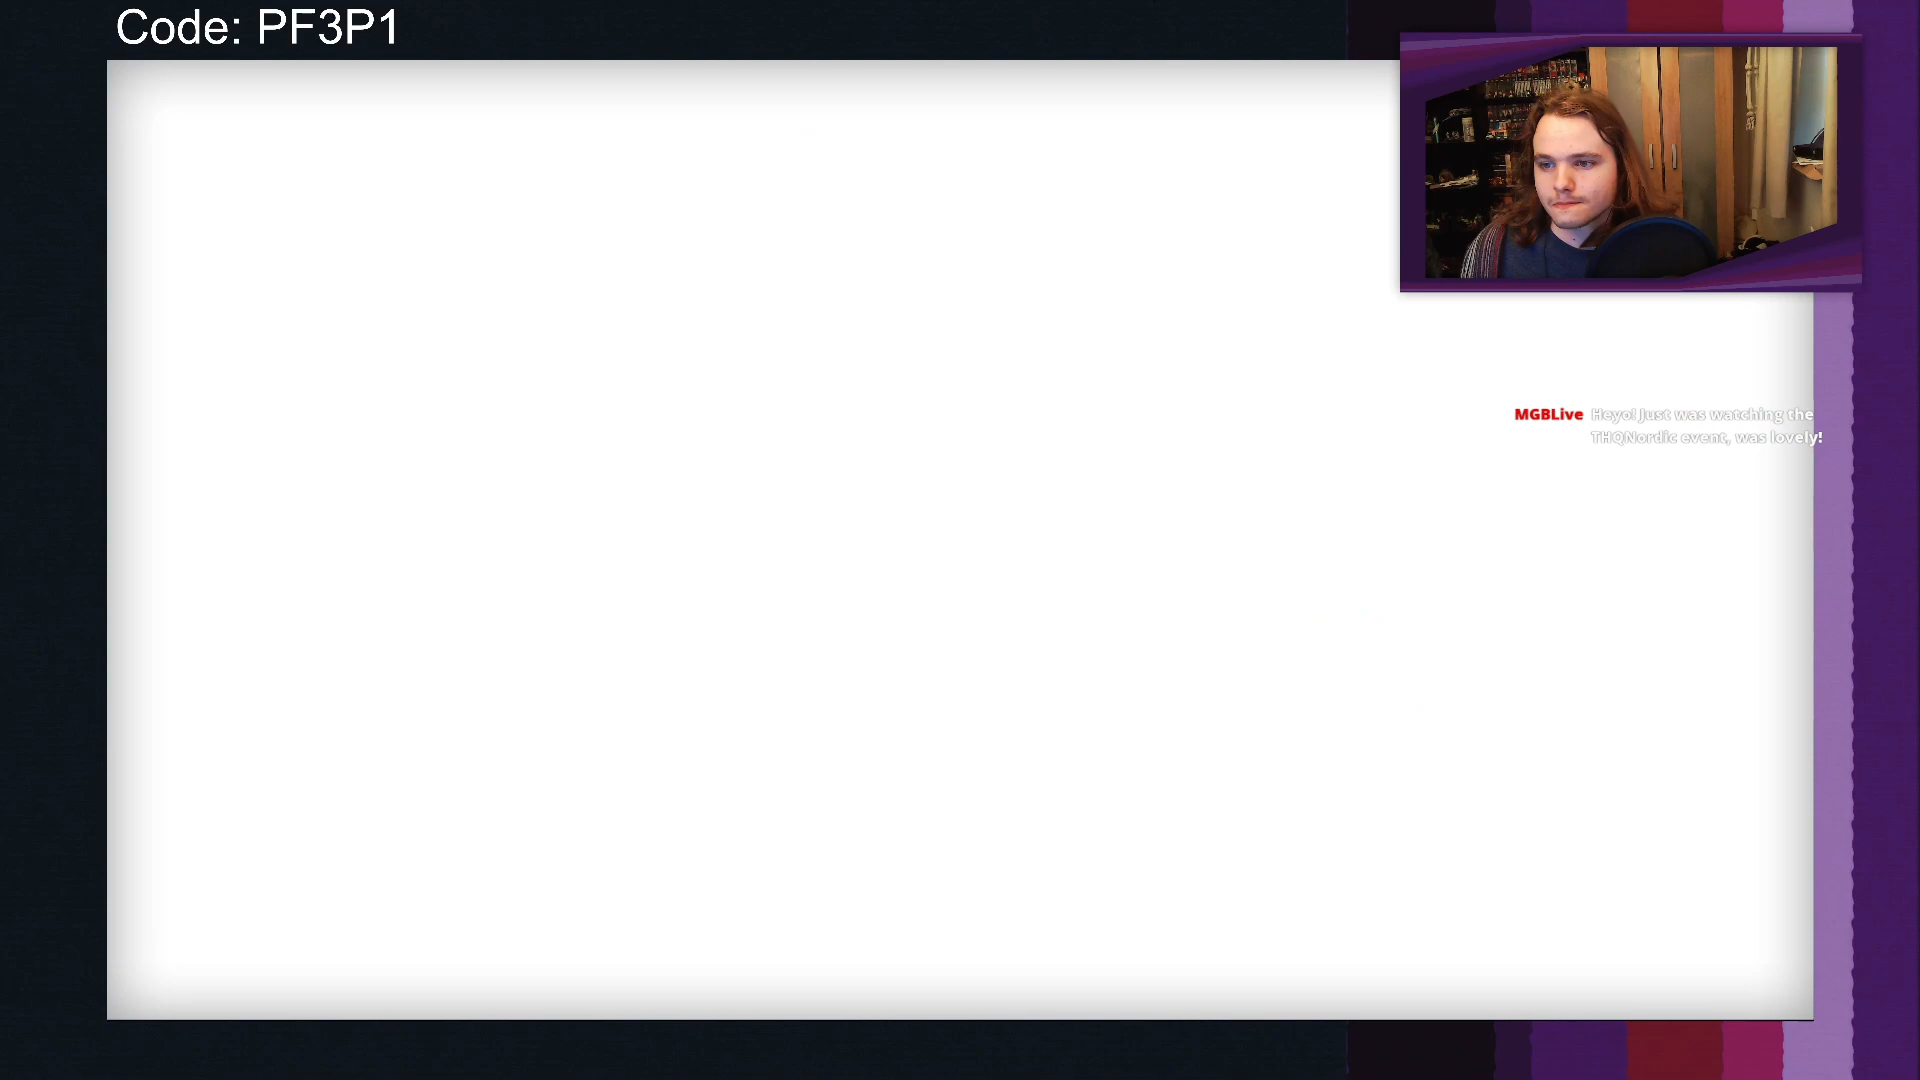 Code: PF3P1
MGBLive Heyo! Just was watching the
THQNordic event, was lovely!